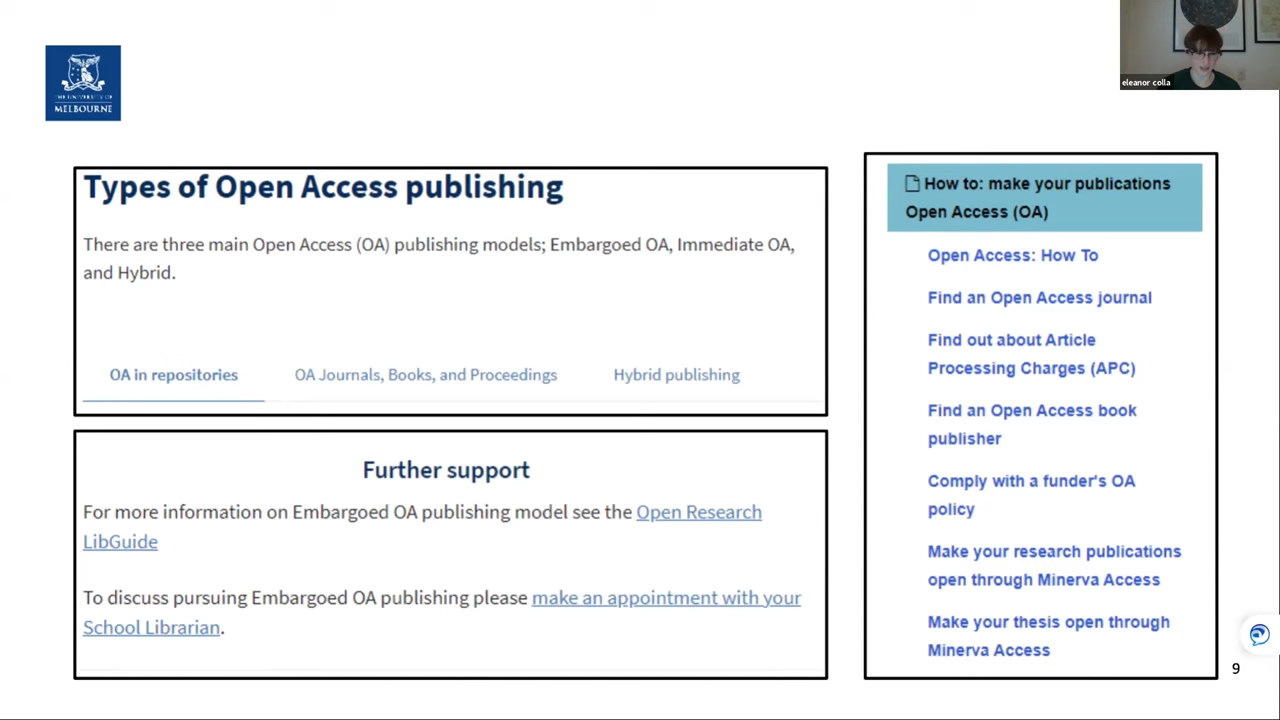 eleanor colla
THE UNIVERSITY OF
MELBOURNE
Types of Open Access publishing
There are three main Open Access (OA) publishing models; Embargoed OA, Immediate OA,
and Hybrid.
OA in repositories
OA Journals, Books, and Proceedings
Hybrid publishing
Further support
For more information on Embargoed OA publishing model see the Open Research
LibGuide
To discuss pursuing Embargoed OA publishing please make an appointment with your
School Librarian.
How to: make your publications
Open Access (OA)
Open Access: How To
Find an Open Access journal
Find out about Article
Processing Charges (APC)
Find an Open Access book
publisher
Comply with a funder's OA
policy
Make your research publications
open through Minerva Access
Make your thesis open through
Minerva Access
9